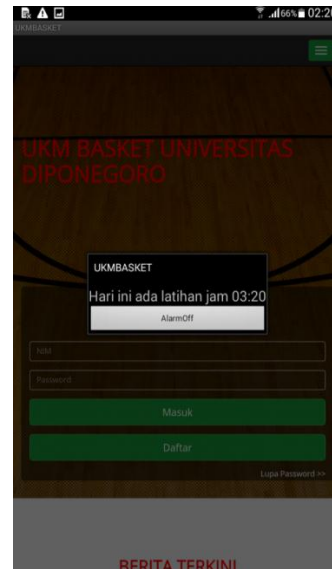 66% 02:20
UKMBASKET
UKM BASKET UNIVERSITAS
DIPONEGORO
UKMBASKET
Hari ini ada latihan jam 03:20
AlarmOff
NIM
Password
Masuk
Daftar
Lupa Password >>
BERITA TERKINI